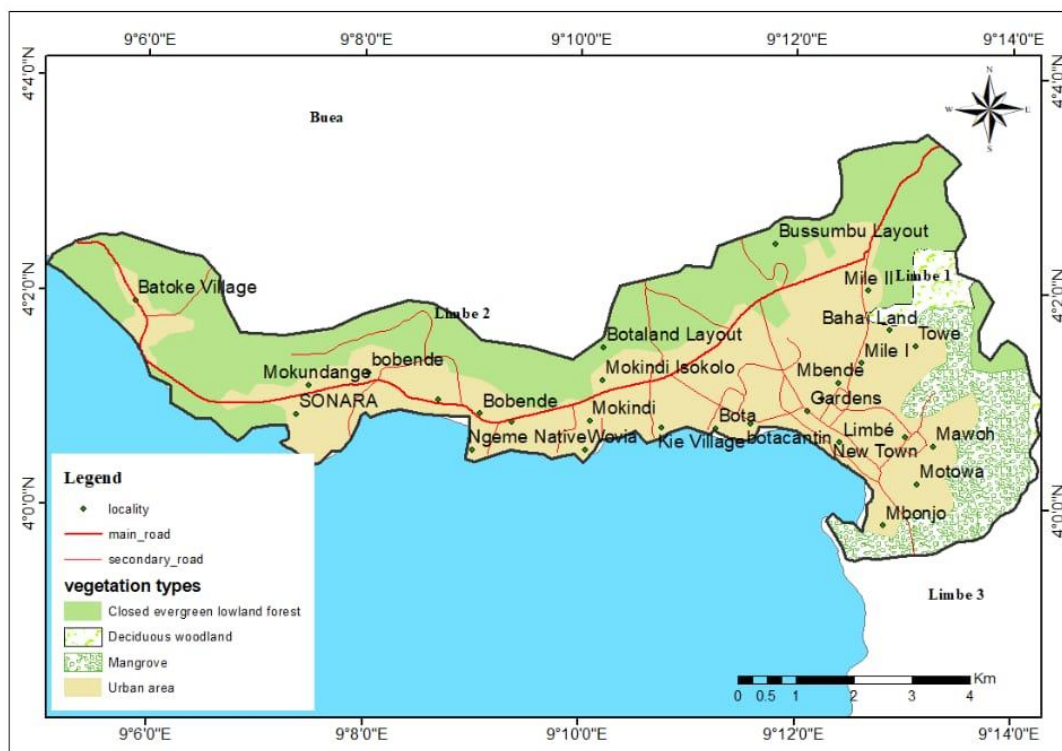 9°6'0"E 9°8'0"E 9°10'0"E 9°12'0"E 9°14'0"E
4°4'0"N 4°4'0"N
N
W E
S
Buea
Bussumbu Layout
Mile II Limbe 1
4°2'0"N 4°2'0"N
Batoke Village
Limbe 2
Bahai Land
Botaland Layout
Towe
Mile I
bobende
Mokindi Isokolo
Mbende
Mokundange
Gardens
SONARA
Bobende
Mokindi
Bota
Limbé
Mawoh
Ngeme Native
Wovia
Kie Village
botacantin
New Town
Motowa
4°0'0"N 4°0'0"N
Mbonjo
Limbe 3
Legend
locality
main_road
secondary_road
vegetation types
Closed evergreen lowland forest
Deciduous woodland
Mangrove
Urban area
Km
0 0.5 1 2 3 4
9°6'0"E 9°8'0"E 9°10'0"E 9°12'0"E 9°14'0"E